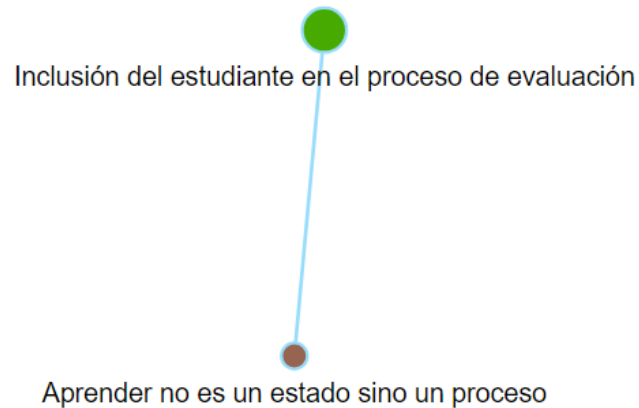 Inclusión del estudiante en el proceso de evaluación
Aprender no es un estado sino un proceso